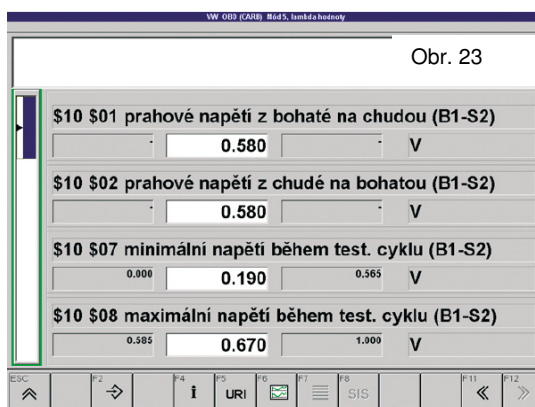 VW OBD (CARB) Mód 5, lambda hodnoty
Obr. 23
$10 $01 prahové napětí z bohaté na chudou (B1-S2)
- 0.580 - V
$10 $02 prahové napětí z chudé na bohatou (B1-S2)
- 0.580 - V
$10 $07 minimální napětí během test. cyklu (B1-S2)
0.000 0.190 0.565 V
$10 $08 maximální napětí během test. cyklu (B1-S2)
0.585 0.670 1.000 V
ESC F2 F4 F5 F6 F7 F8 F11 F12
i URI SIS